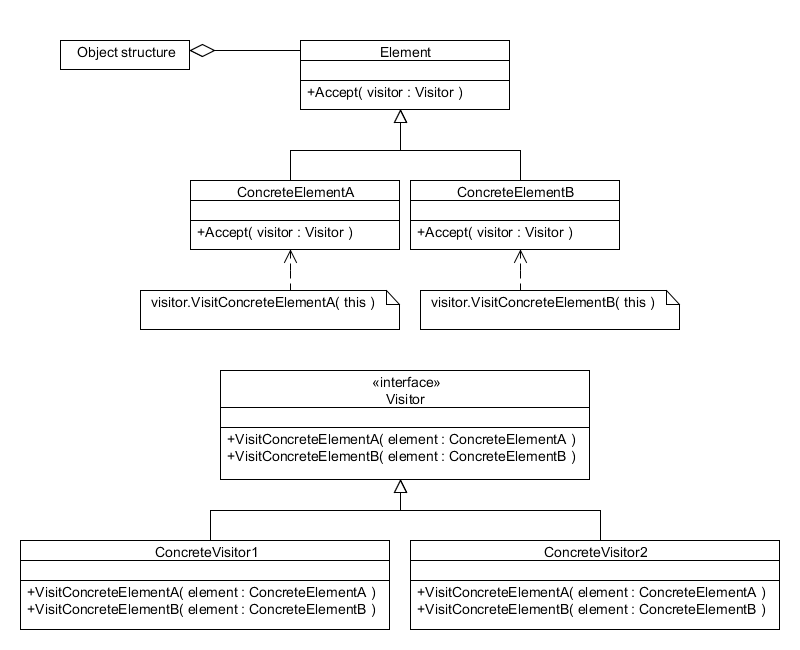 Object structure
Element
+Accept( visitor : Visitor )
ConcreteElementA
+Accept( visitor : Visitor )
ConcreteElementB
+Accept( visitor : Visitor )
visitor.VisitConcreteElementA( this )
visitor.VisitConcreteElementB( this )
«interface»
Visitor
+VisitConcreteElementA( element : ConcreteElementA )
+VisitConcreteElementB( element : ConcreteElementB )
ConcreteVisitor1
+VisitConcreteElementA( element : ConcreteElementA )
+VisitConcreteElementB( element : ConcreteElementB )
ConcreteVisitor2
+VisitConcreteElementA( element : ConcreteElementA )
+VisitConcreteElementB( element : ConcreteElementB )